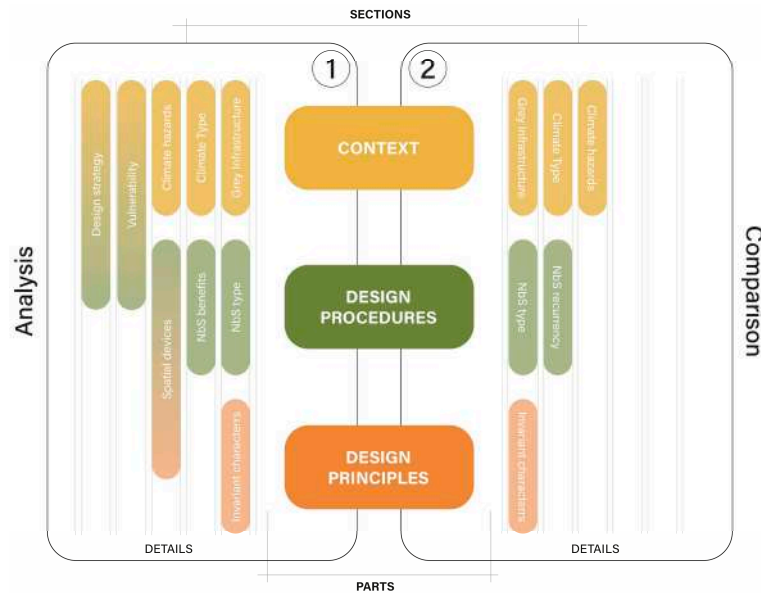 SECTIONS
1
2
Analysis
Design strategy
Vulnerability
Climate hazards
Climate Type
Grey Infrastructure
CONTEXT
Grey Infrastructure
Climate Type
Climate hazards
Comparison
Spatial devices
NbS benefits
NbS type
DESIGN
PROCEDURES
NbS type
NbS recurrency
Invariant characterrs
DESIGN
PRINCIPLES
Invariant characterrs
DETAILS
DETAILS
PARTS